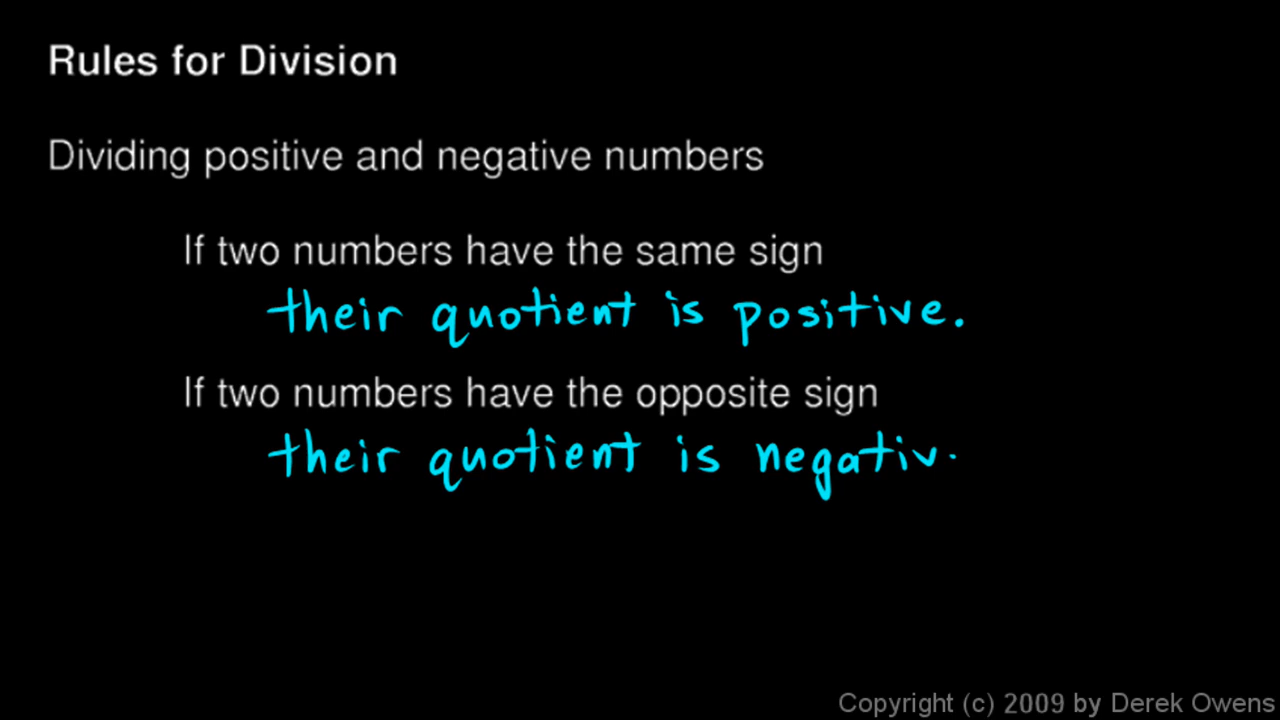 Rules for Division
Dividing positive and negative numbers
If two numbers have the same sign
their quotient is positive.
If two numbers have the opposite sign
their quotient is negativ.
Copyright (c) 2009 by Derek Owens